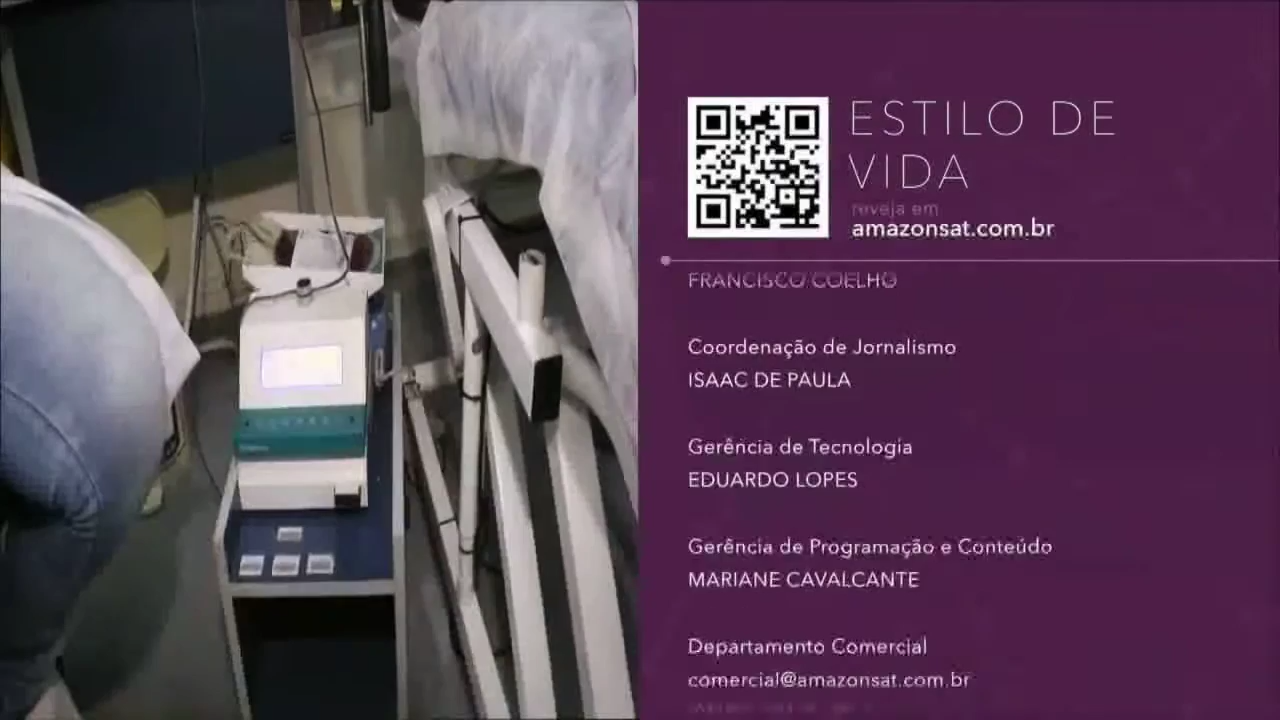 ESTILO DE
VIDA
reveja em
amazonsat.com.br
FRANCISCO COELHO
Coordenação de Jornalismo
ISAAC DE PAULA
Gerência de Tecnologia
EDUARDO LOPES
Gerência de Programação e Conteúdo
MARIANE CAVALCANTE
Departamento Comercial
comercial@amazonsat.com.br